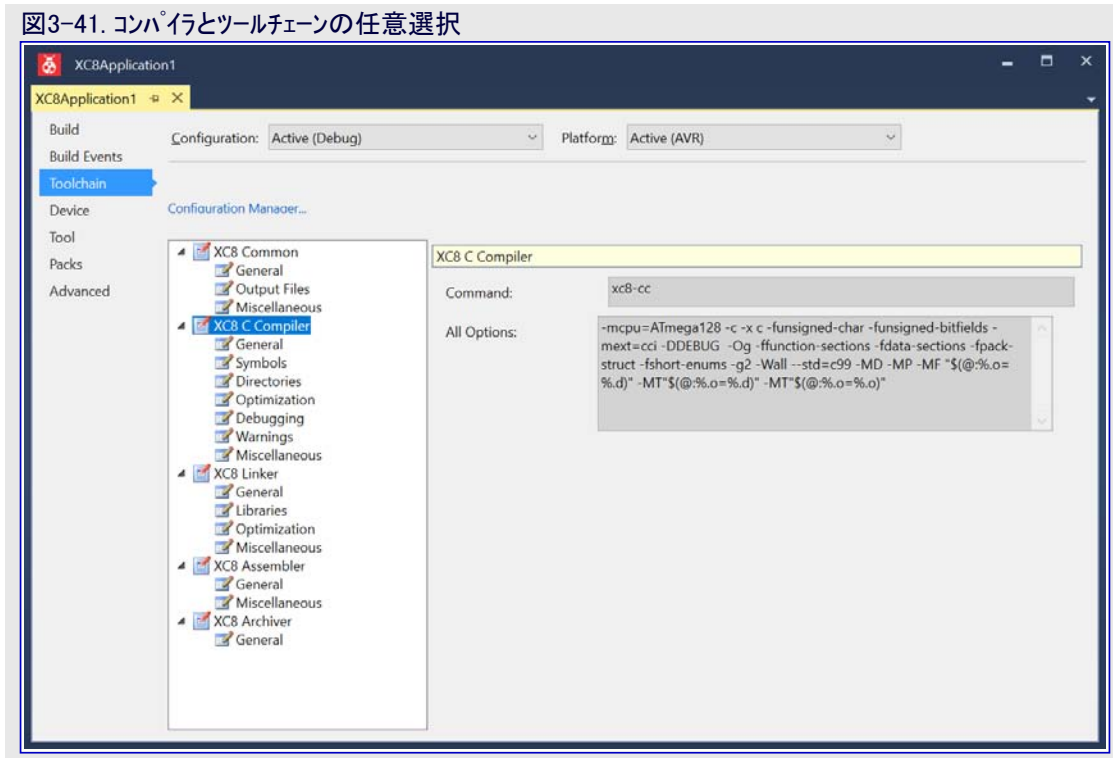 図3-41. コンパイラとツールチェーンの任意選択
XC8Application1
XC8Application1
Build
Build Events
Toolchain
Device
Tool
Packs
Advanced
Configuration: Active (Debug) Platform: Active (AVR)
Configuration Manager...
XC8 Common
General
Output Files
Miscellaneous
XC8 C Compiler
General
Symbols
Directories
Optimization
Debugging
Warnings
Miscellaneous
XC8 Linker
General
Libraries
Optimization
Miscellaneous
XC8 Assembler
General
Miscellaneous
XC8 Archiver
General
XC8 C Compiler
Command: xc8-cc
All Options:
-mcpu=ATmega128 -c -x c -funsigned-char -funsigned-bitfields -
mext=cci -DDEBUG -Og -ffunction-sections -fdata-sections -fpack-
struct -fshort-enums -g2 -Wall --std=c99 -MD -MP -MF "$(@:%.o=
%.d)" -MT"$(@:%.o=%.d)" -MT"$(@:%.o=%.o)"